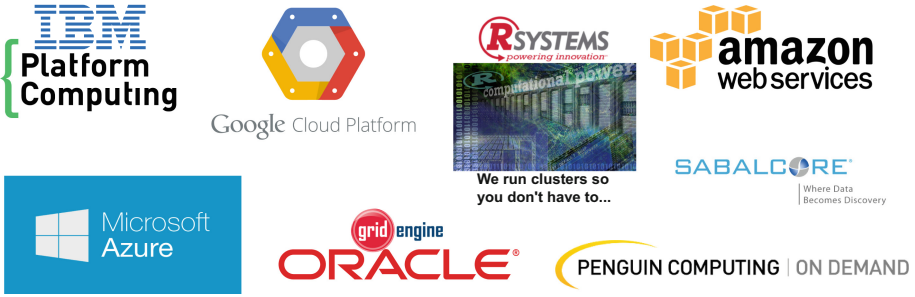 IBM
Platform
Computing
Google Cloud Platform
RSYSTEMS
powering innovation
R computational power
We run clusters so
you don't have to...
amazon
web services
SABALCORE
Where Data
Becomes Discovery
Microsoft
Azure
grid engine
ORACLE
PENGUIN COMPUTING | ON DEMAND